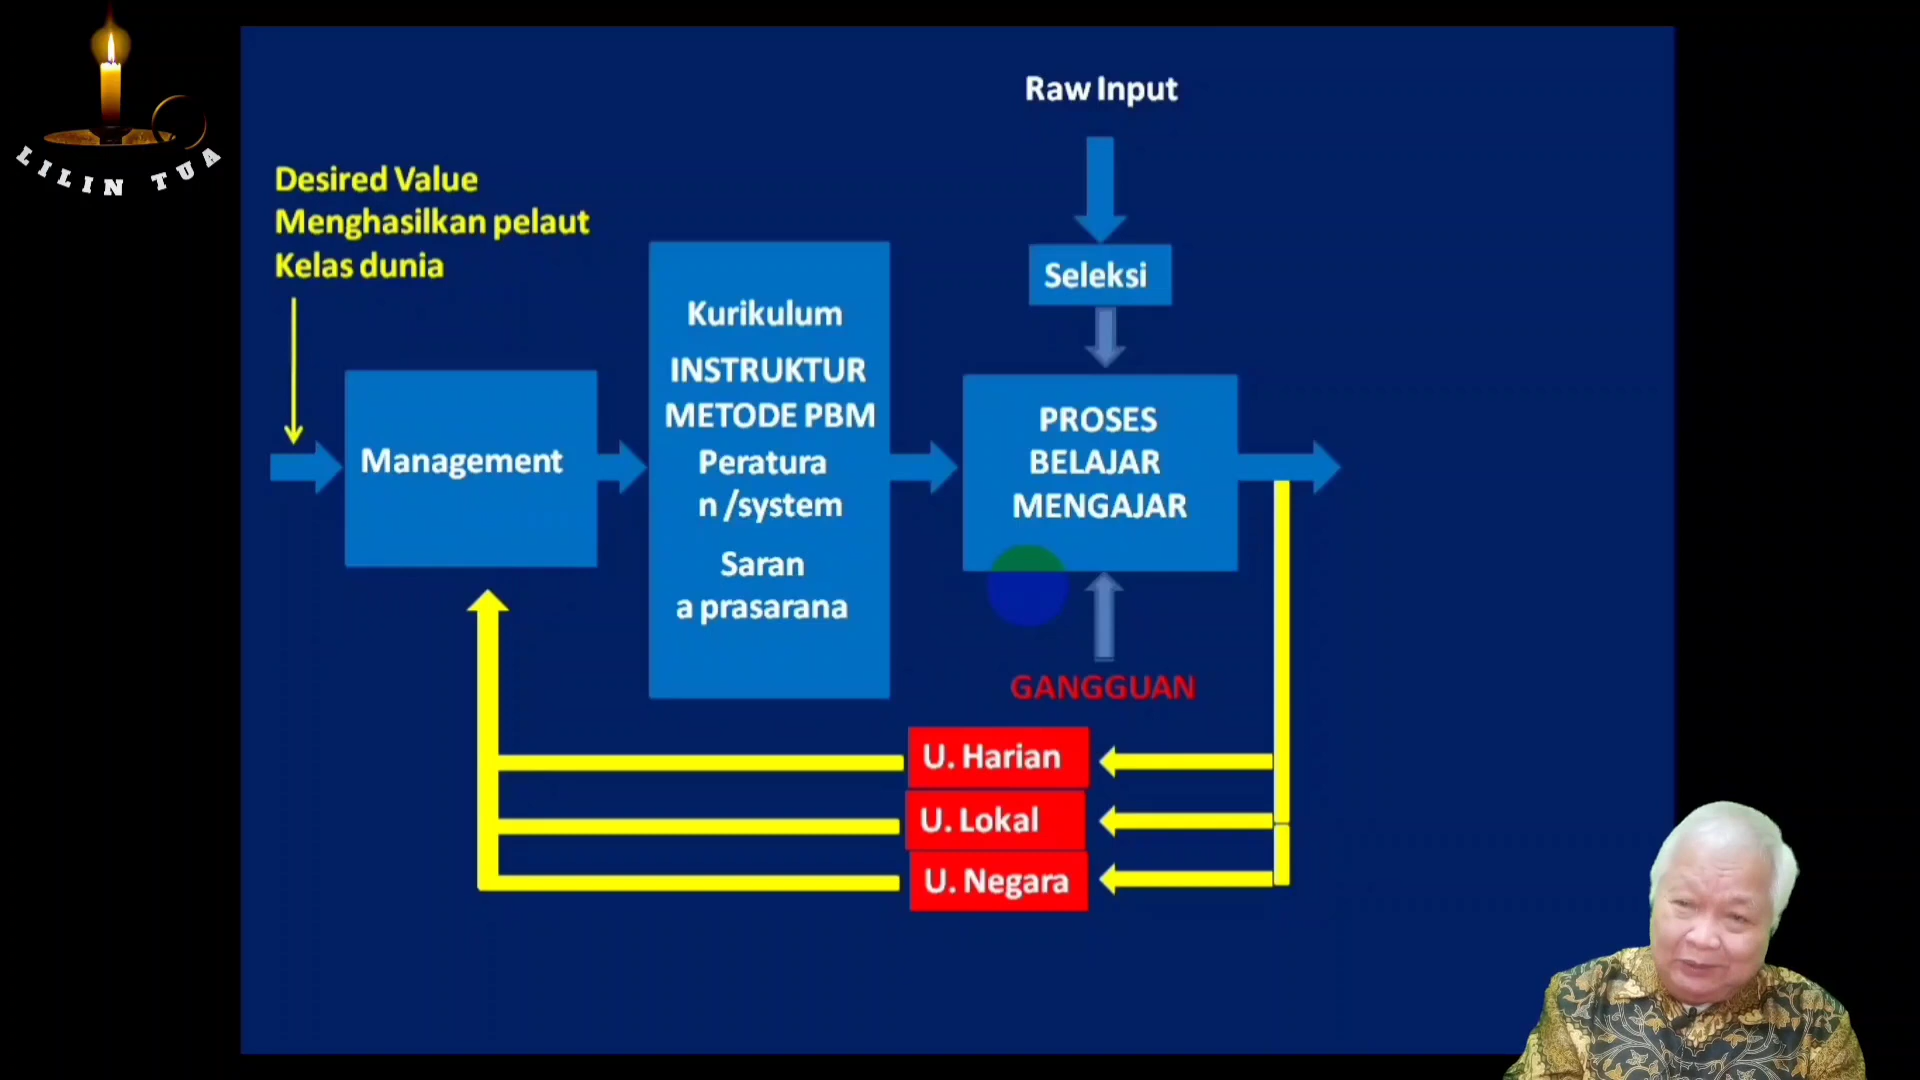 LILIN TUA
Raw Input
Desired Value
Menghasilkan pelaut
Kelas dunia
Seleksi
Management
Kurikulum
INSTRUKTUR
METODE PBM
Peratura
n /system
Saran
a prasarana
PROSES
BELAJAR
MENGAJAR
GANGGUAN
U. Harian
U. Lokal
U. Negara